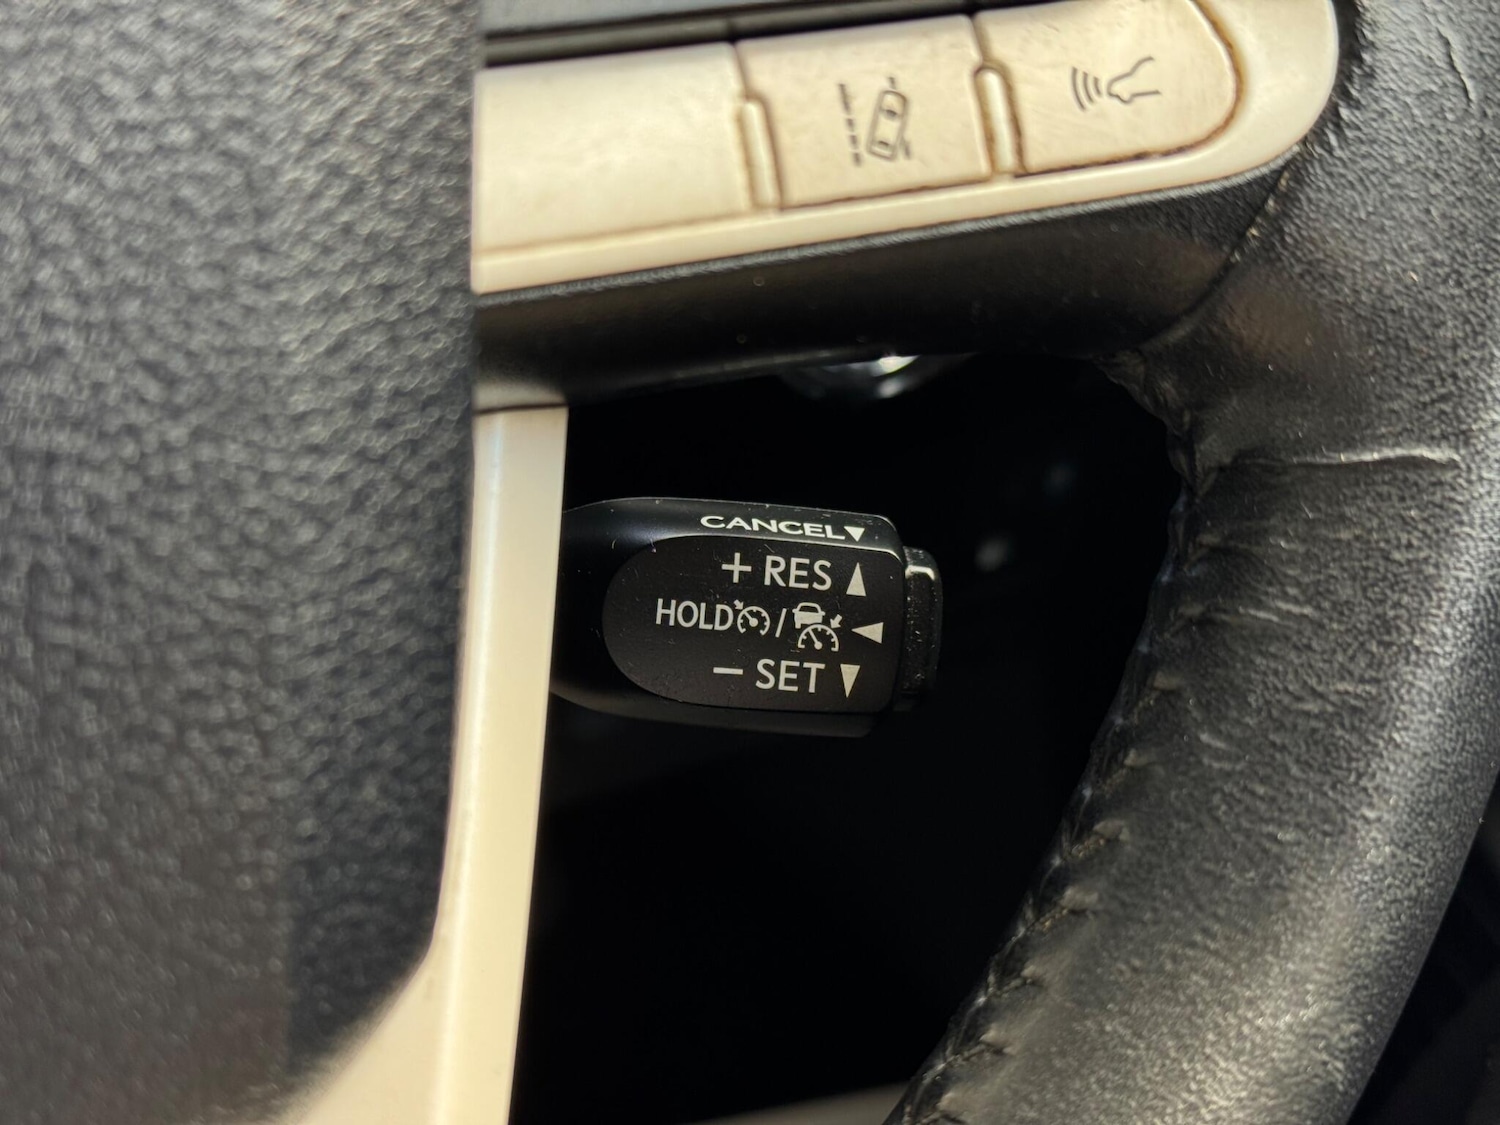 CANCEL▼
+ RES ▲
HOLD / ◀
− SET ▼